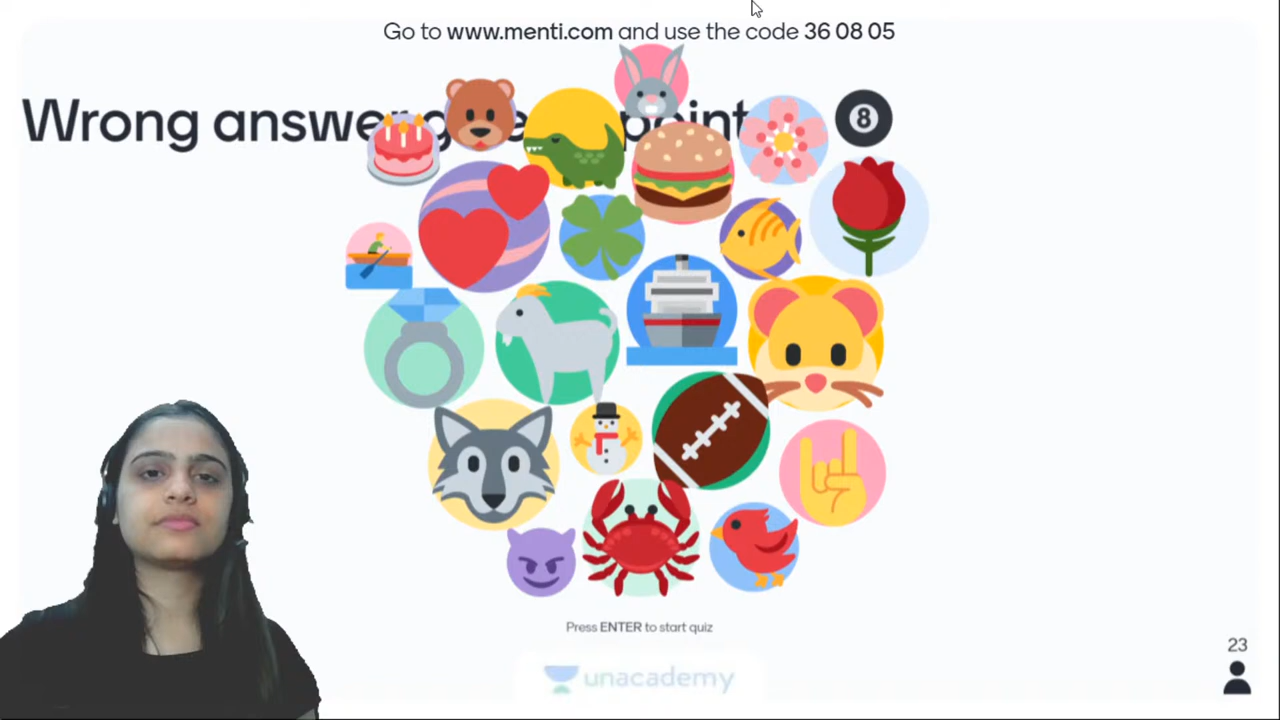 Go to www.menti.com and use the code 36 08 05
Wrong answer point
8
Press ENTER to start quiz
23
unacademy